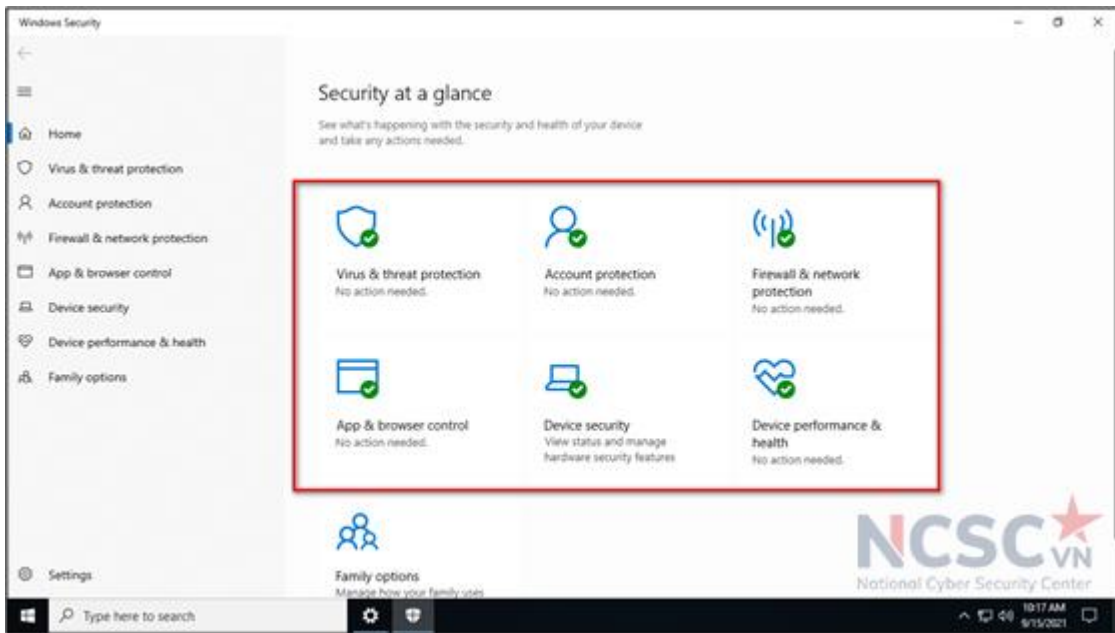 Windows Security
Home
Virus & threat protection
Account protection
Firewall & network protection
App & browser control
Device security
Device performance & health
Family options
Settings
Security at a glance
See what's happening with the security and health of your device
and take any actions needed.
Virus & threat protection
No action needed.
Account protection
No action needed.
Firewall & network
protection
No action needed.
App & browser control
No action needed.
Device security
View status and manage
hardware security features
Device performance &
health
No action needed.
Family options
Manage how your family uses
NCSC
VN
National Cyber Security Center
Type here to search
10:17 AM
9/15/2021